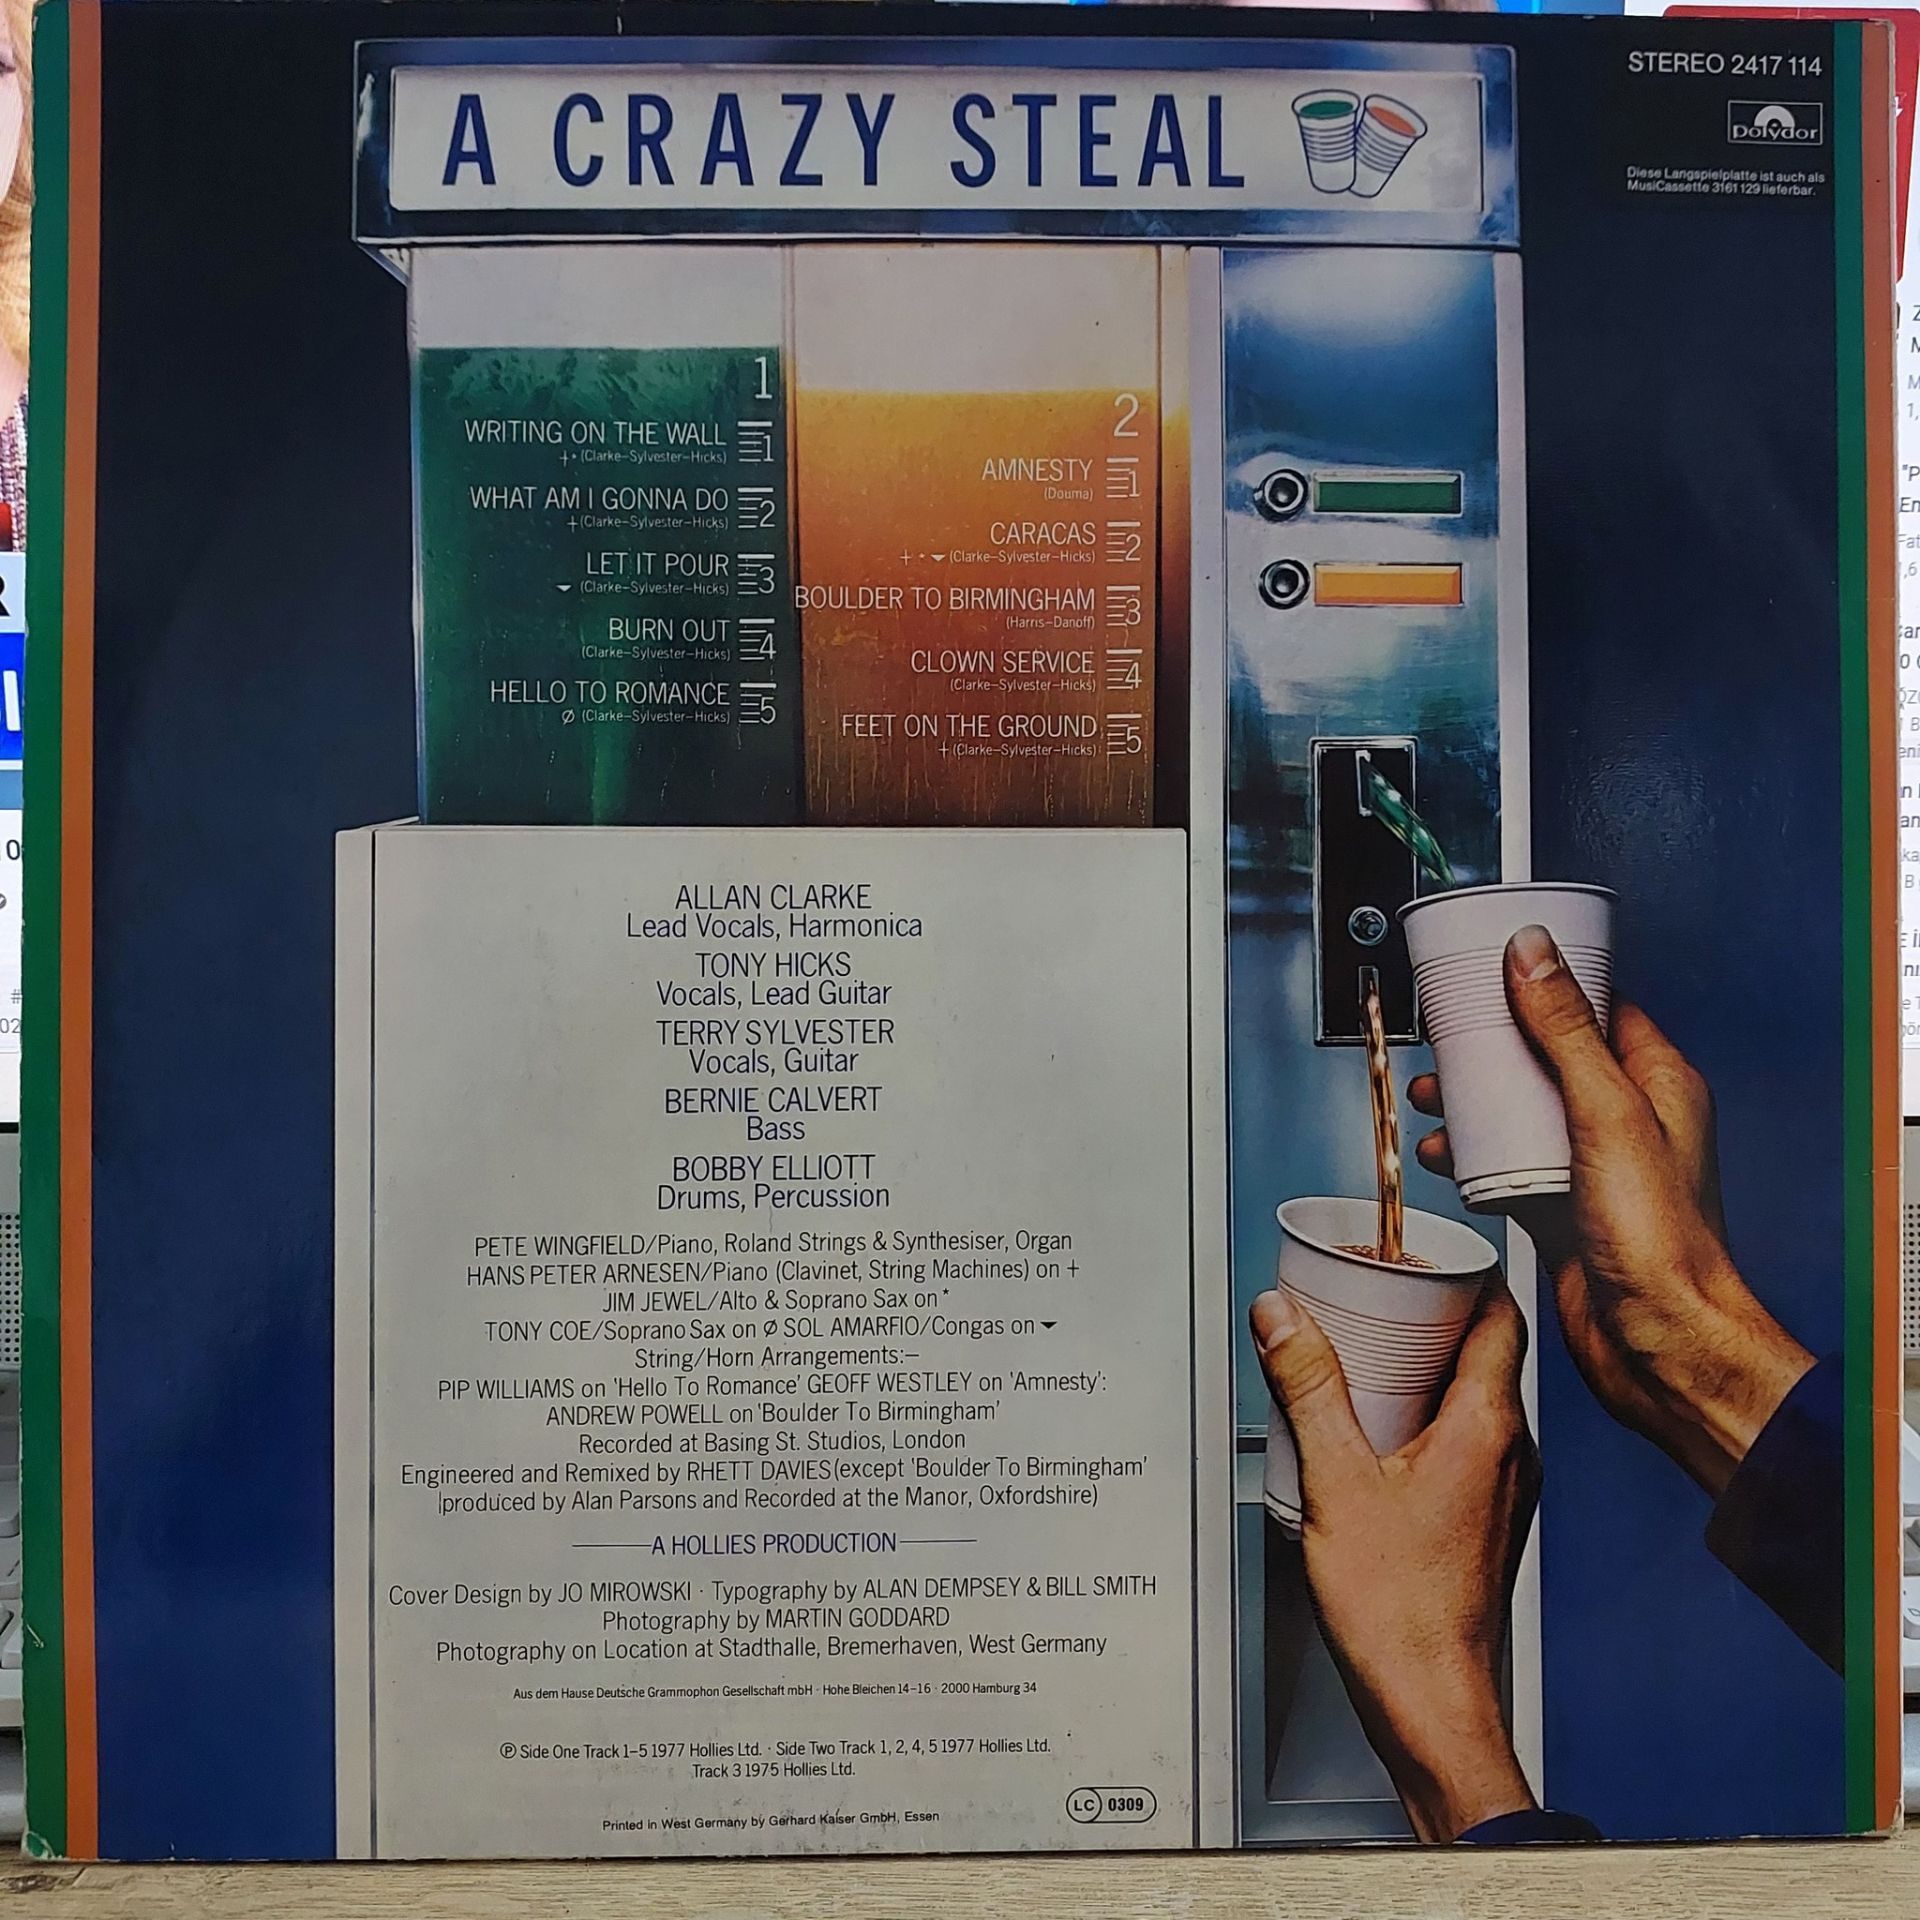 STEREO 2417 114
polydor
Diese Langspielplatte ist auch als
MusiCassette 3161 129 lieferbar.
A CRAZY STEAL
1
WRITING ON THE WALL 1
+* (Clarke–Sylvester–Hicks)
WHAT AM I GONNA DO 2
+ (Clarke–Sylvester–Hicks)
LET IT POUR 3
▾ (Clarke–Sylvester–Hicks)
BURN OUT 4
(Clarke–Sylvester–Hicks)
HELLO TO ROMANCE 5
Ø (Clarke–Sylvester–Hicks)
2
AMNESTY 1
(Douma)
CARACAS 2
+ * ▾ (Clarke–Sylvester–Hicks)
BOULDER TO BIRMINGHAM 3
(Harris–Danoff)
CLOWN SERVICE 4
(Clarke–Sylvester–Hicks)
FEET ON THE GROUND 5
+ (Clarke–Sylvester–Hicks)
ALLAN CLARKE
Lead Vocals, Harmonica
TONY HICKS
Vocals, Lead Guitar
TERRY SYLVESTER
Vocals, Guitar
BERNIE CALVERT
Bass
BOBBY ELLIOTT
Drums, Percussion
PETE WINGFIELD/Piano, Roland Strings & Synthesiser, Organ
HANS PETER ARNESEN/Piano (Clavinet, String Machines) on +
JIM JEWEL/Alto & Soprano Sax on *
TONY COE/Soprano Sax on Ø SOL AMARFIO/Congas on ▾
String/Horn Arrangements:–
PIP WILLIAMS on 'Hello To Romance' GEOFF WESTLEY on 'Amnesty':
ANDREW POWELL on 'Boulder To Birmingham'
Recorded at Basing St. Studios, London
Engineered and Remixed by RHETT DAVIES (except 'Boulder To Birmingham'
produced by Alan Parsons and Recorded at the Manor, Oxfordshire)
A HOLLIES PRODUCTION
Cover Design by JO MIROWSKI · Typography by ALAN DEMPSEY & BILL SMITH
Photography by MARTIN GODDARD
Photography on Location at Stadthalle, Bremerhaven, West Germany
Aus dem Hause Deutsche Grammophon Gesellschaft mbH · Hohe Bleichen 14–16 · 2000 Hamburg 34
℗ Side One Track 1–5 1977 Hollies Ltd. · Side Two Track 1, 2, 4, 5 1977 Hollies Ltd.
Track 3 1975 Hollies Ltd.
LC 0309
Printed in West Germany by Gerhard Kaiser GmbH, Essen